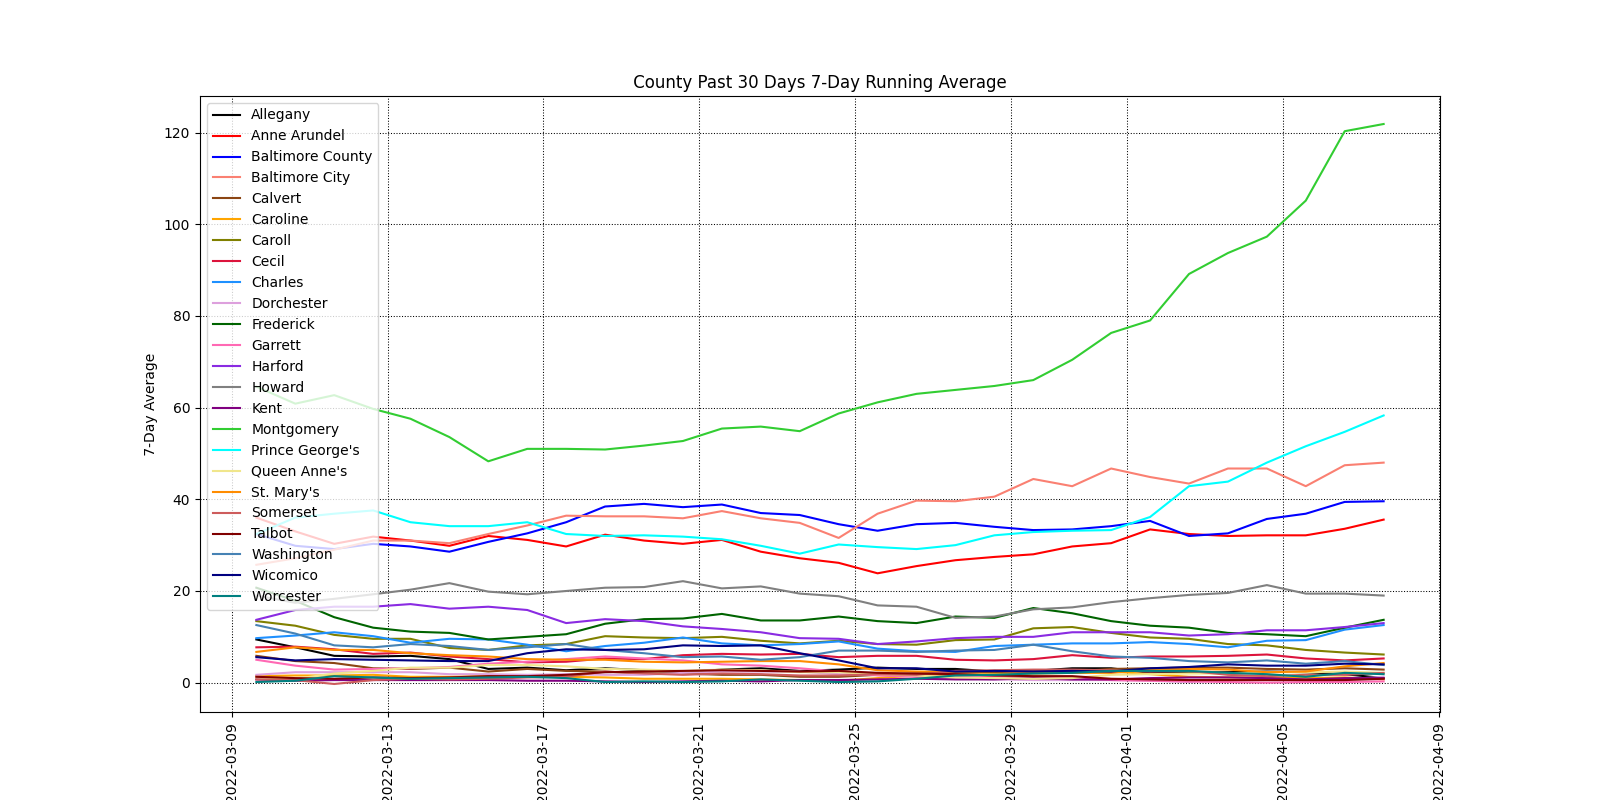 County Past 30 Days 7-Day Running Average
7-Day Average
120
100
80
60
40
20
0
Allegany
Anne Arundel
Baltimore County
Baltimore City
Calvert
Caroline
Caroll
Cecil
Charles
Dorchester
Frederick
Garrett
Harford
Howard
Kent
Montgomery
Prince George's
Queen Anne's
St. Mary's
Somerset
Talbot
Washington
Wicomico
Worcester
2022-03-09
2022-03-13
2022-03-17
2022-03-21
2022-03-25
2022-03-29
2022-04-01
2022-04-05
2022-04-09